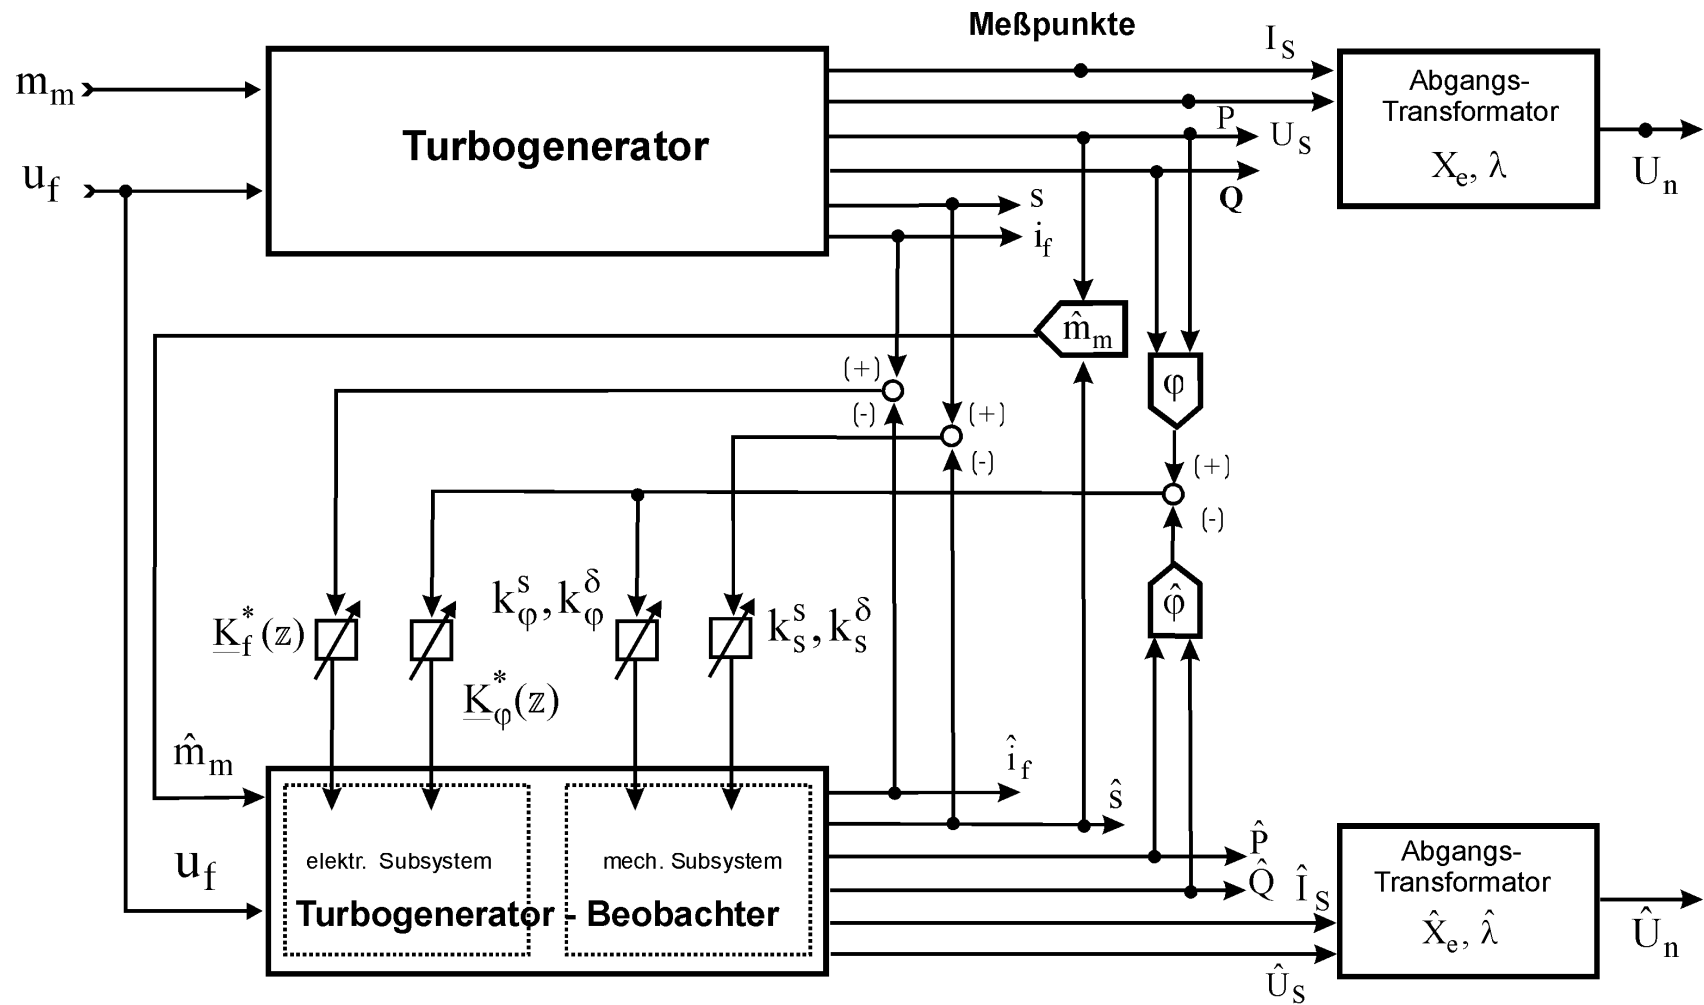 Meßpunkte
I_S
m_m
Turbogenerator
Abgangs-
Transformator
X_e, λ
P
U_S
U_n
u_f
Q
s
i_f
m̂_m
φ
(+)
(-)
(+)
(-)
(+)
(-)
φ̂
K_f^*(z)
k_φ^s, k_φ^δ
k_s^s, k_s^δ
K_φ^*(z)
m̂_m
î_f
ŝ
P̂
Q̂
Î_S
u_f
elektr. Subsystem
mech. Subsystem
Turbogenerator - Beobachter
Abgangs-
Transformator
X̂_e, λ̂
Û_n
Û_S